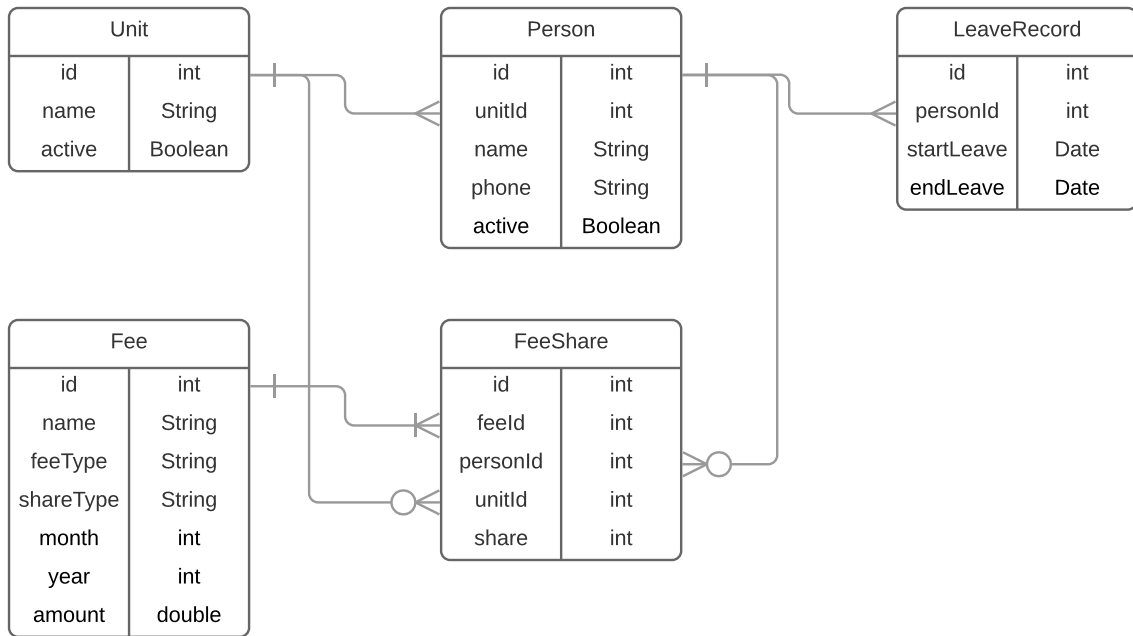 Unit
id int
name String
active Boolean
Person
id int
unitId int
name String
phone String
active Boolean
LeaveRecord
id int
personId int
startLeave Date
endLeave Date
Fee
id int
name String
feeType String
shareType String
month int
year int
amount double
FeeShare
id int
feeId int
personId int
unitId int
share int